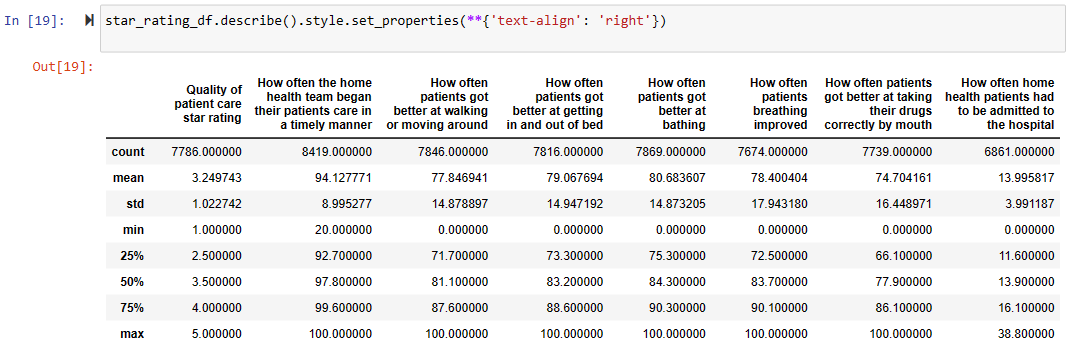 In [19]: star_rating_df.describe().style.set_properties(**{'text-align': 'right'})
Out[19]:
Quality of patient care star rating How often the home health team began their patients care in a timely manner How often patients got better at walking or moving around How often patients got better at getting in and out of bed How often patients got better at bathing How often patients breathing improved How often patients got better at taking their drugs correctly by mouth How often home health patients had to be admitted to the hospital
count 7786.000000 8419.000000 7846.000000 7816.000000 7869.000000 7674.000000 7739.000000 6861.000000
mean 3.249743 94.127771 77.846941 79.067694 80.683607 78.400404 74.704161 13.995817
std 1.022742 8.995277 14.878897 14.947192 14.873205 17.943180 16.448971 3.991187
min 1.000000 20.000000 0.000000 0.000000 0.000000 0.000000 0.000000 0.000000
25% 2.500000 92.700000 71.700000 73.300000 75.300000 72.500000 66.100000 11.600000
50% 3.500000 97.800000 81.100000 83.200000 84.300000 83.700000 77.900000 13.900000
75% 4.000000 99.600000 87.600000 88.600000 90.300000 90.100000 86.100000 16.100000
max 5.000000 100.000000 100.000000 100.000000 100.000000 100.000000 100.000000 38.800000